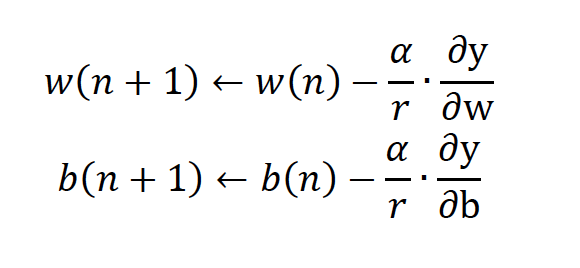 w(n + 1) ← w(n) − α/r · ∂y/∂w
b(n + 1) ← b(n) − α/r · ∂y/∂b